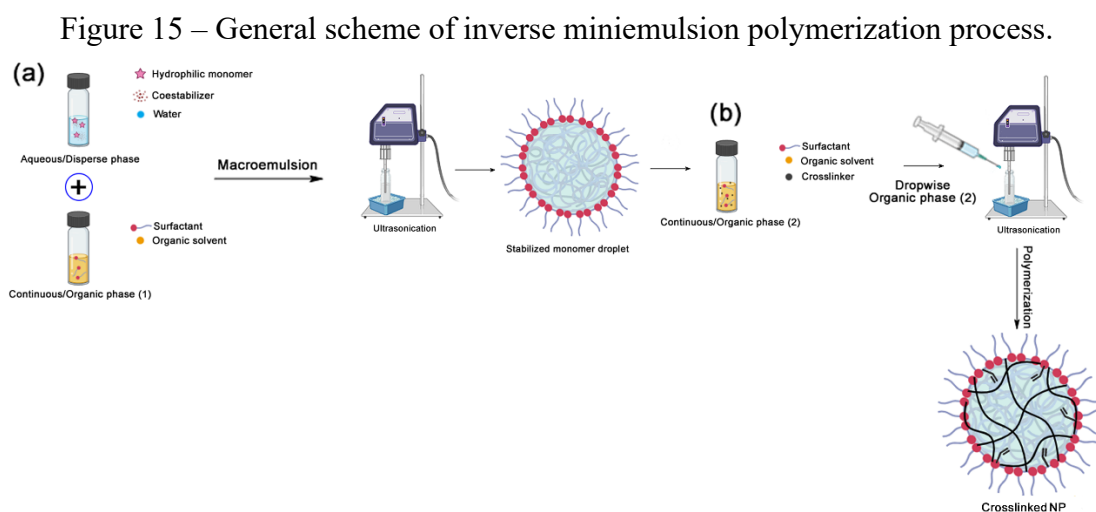 Figure 15 – General scheme of inverse miniemulsion polymerization process.
(a)
Hydrophilic monomer
Coestabilizer
Water
Aqueous/Disperse phase
+
Surfactant
Organic solvent
Continuous/Organic phase (1)
Macroemulsion
Ultrasonication
Stabilized monomer droplet
(b)
Surfactant
Organic solvent
Crosslinker
Continuous/Organic phase (2)
Dropwise
Organic phase (2)
Ultrasonication
Polymerization
Crosslinked NP